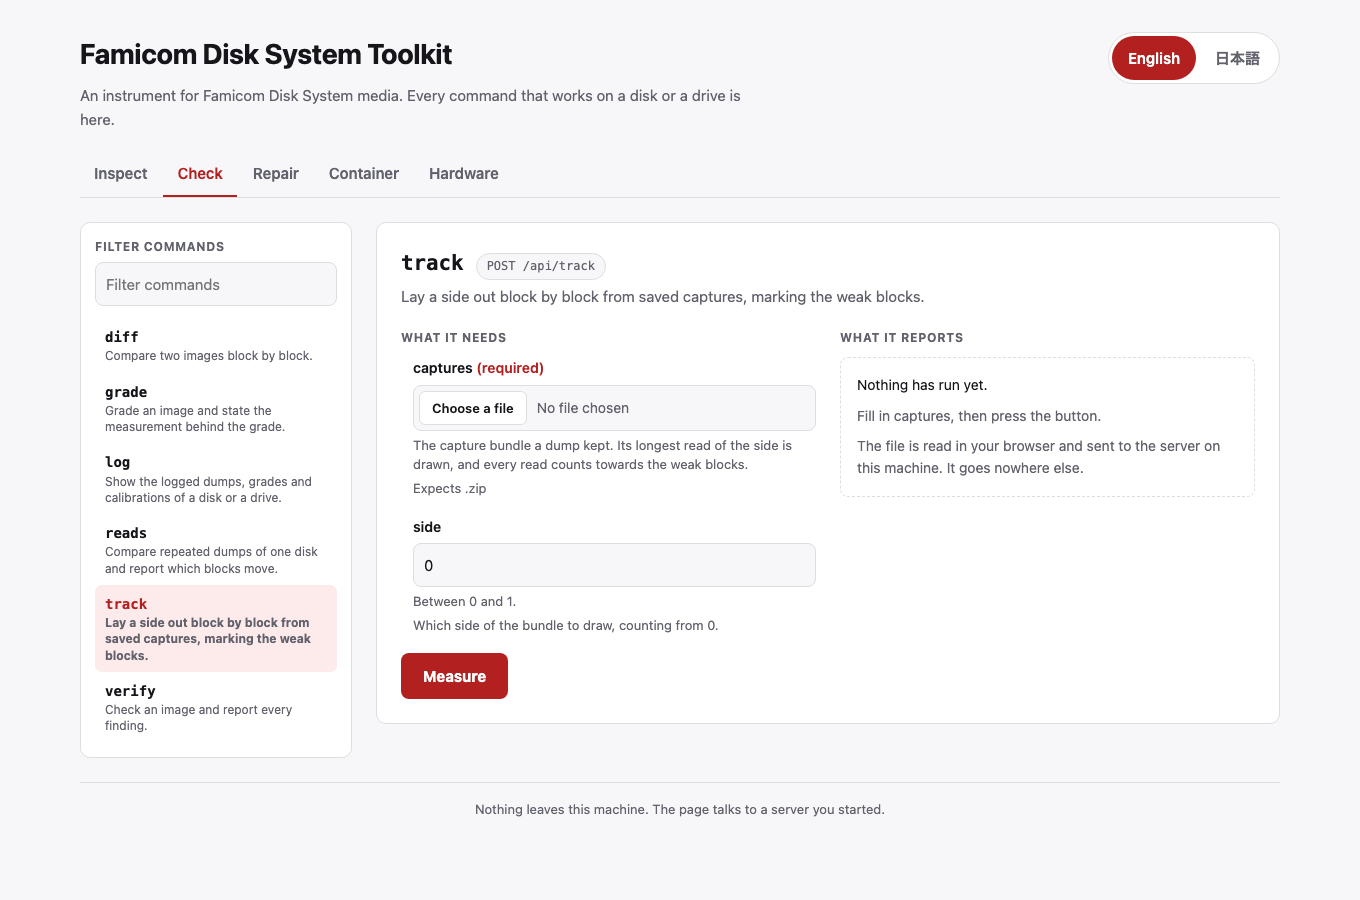 Famicom Disk System Toolkit
English
日本語
An instrument for Famicom Disk System media. Every command that works on a disk or a drive is
here.
Inspect
Check
Repair
Container
Hardware
FILTER COMMANDS
Filter commands
diff
Compare two images block by block.
grade
Grade an image and state the
measurement behind the grade.
log
Show the logged dumps, grades and
calibrations of a disk or a drive.
reads
Compare repeated dumps of one disk
and report which blocks move.
track
Lay a side out block by block from
saved captures, marking the weak
blocks.
verify
Check an image and report every
finding.
track
POST /api/track
Lay a side out block by block from saved captures, marking the weak blocks.
WHAT IT NEEDS
captures (required)
Choose a file
No file chosen
The capture bundle a dump kept. Its longest read of the side is
drawn, and every read counts towards the weak blocks.
Expects .zip
side
0
Between 0 and 1.
Which side of the bundle to draw, counting from 0.
Measure
WHAT IT REPORTS
Nothing has run yet.
Fill in captures, then press the button.
The file is read in your browser and sent to the server on
this machine. It goes nowhere else.
Nothing leaves this machine. The page talks to a server you started.